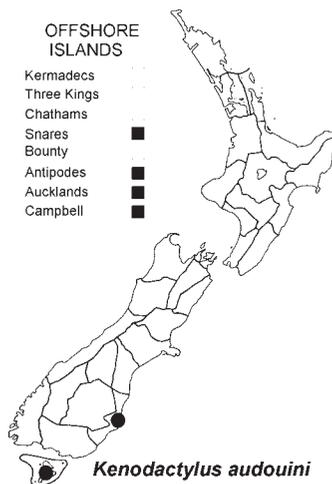 OFFSHORE
ISLANDS
Kermadecs
Three Kings
Chathams
Snares
Bounty
Antipodes
Aucklands
Campbell
Kenodactylus audouini